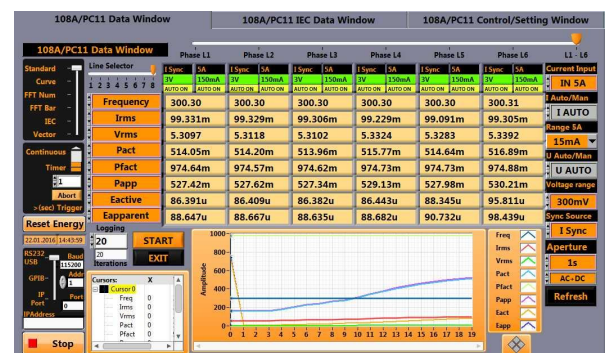 108A/PC11 Data Window
108A/PC11 IEC Data Window
108A/PC11 Control/Setting Window
108A/PC11 Data Window
Phase L1 Phase L2 Phase L3 Phase L4 Phase L5 Phase L6 L1 - L6
Standard
Curve
FFT Num
FFT Bar
IEC
Vector
Line Selector
1 2 3 4 5 6 7 8
I Sync 5A I Sync 5A I Sync 5A I Sync 5A I Sync 5A I Sync 5A
3V 150mA 3V 150mA 3V 150mA 3V 150mA 3V 150mA 3V 150mA
AUTO ON AUTO ON AUTO ON AUTO ON AUTO ON AUTO ON AUTO ON AUTO ON AUTO ON AUTO ON AUTO ON AUTO ON
Frequency 300.30 300.30 300.30 300.30 300.30 300.31
Irms 99.331m 99.329m 99.306m 99.229m 99.091m 99.305m
Vrms 5.3097 5.3118 5.3102 5.3324 5.3283 5.3392
Pact 514.05m 514.20m 513.96m 515.77m 514.64m 516.89m
Pfact 974.64m 974.57m 974.62m 974.73m 974.73m 974.88m
Papp 527.42m 527.62m 527.34m 529.13m 527.98m 530.21m
Eactive 86.391u 86.409u 86.382u 86.443u 88.345u 95.811u
Eapparent 88.647u 88.667u 88.635u 88.682u 90.732u 98.439u
Current Input
IN 5A
I Auto/Man
I AUTO
Range 5A
15mA
U Auto/Man
U AUTO
Voltage range
300mV
Sync Source
I Sync
Aperture
1s
AC+DC
Refresh
Continuous
Timer
1
Abort
>(sec) Trigger
Reset Energy
22.01.2016 14:43:59
RS232
USB
Baud
115200
GPIB-
Addr
1
IP
Port
Port
0
IPAddress
Stop
Logging
20
20
Iterations
START
EXIT
Cursors: X
Cursor 0
Freq 0
Irms 0
Vrms 0
Pact 0
Pfact 0
Amplitude
1000
800
600
400
200
0
0 1 2 3 4 5 6 7 8 9 10 11 12 13 14 15 16 17 18 19
Freq
Irms
Vrms
Pact
Pfact
Papp
Eact
Eapp